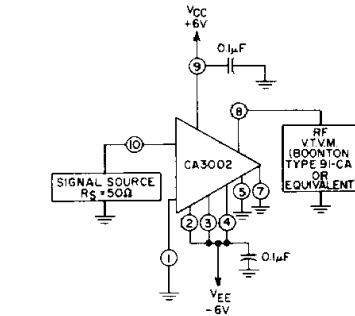 VCC
+6V
0.1μF
9
8
10
CA3002
RF
V.T.V.M.
(BOONTON
TYPE 91-CA
OR
EQUIVALENT)
SIGNAL SOURCE
RS = 50Ω
5
7
2
3
4
1
0.1μF
VEE
-6V